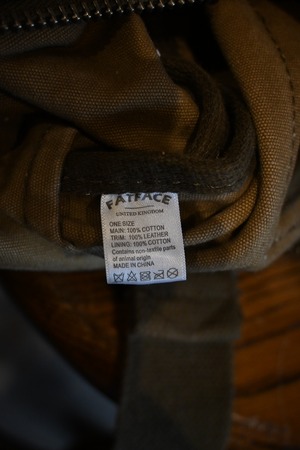 FATFACE
UNITED KINGDOM
ONE SIZE
MAIN: 100% COTTON
TRIM: 100% LEATHER
LINING: 100% COTTON
Contains non-textile parts
of animal origin
MADE IN CHINA